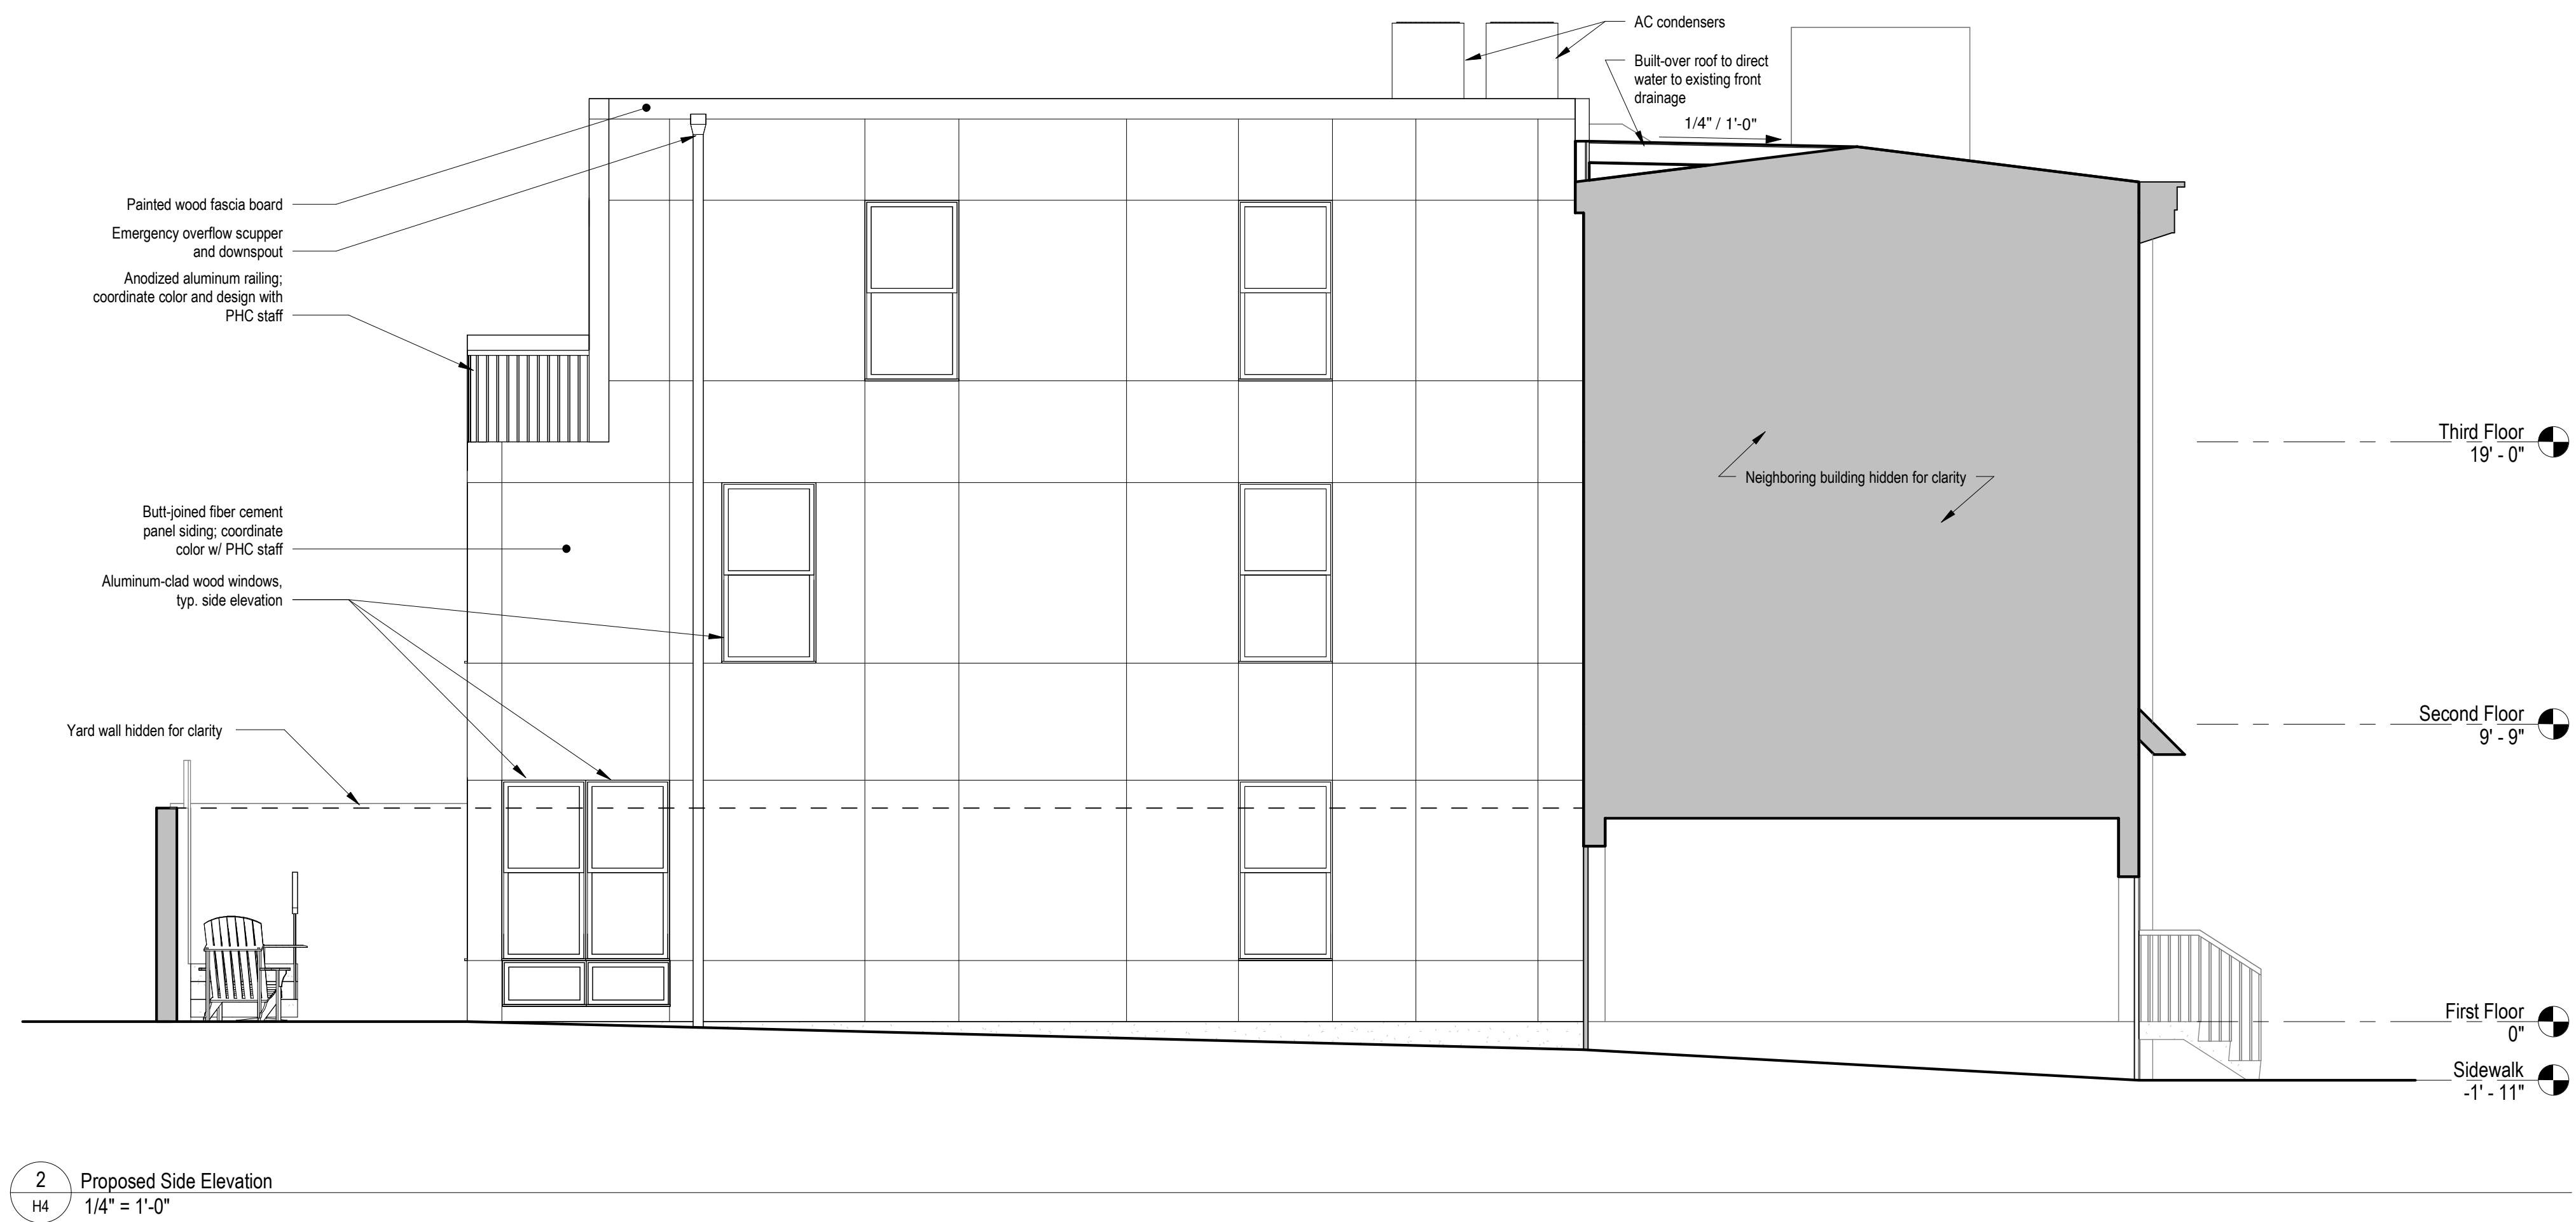 AC condensers
Built-over roof to direct
water to existing front
drainage
1/4" / 1'-0"
Painted wood fascia board
Emergency overflow scupper
and downspout
Anodized aluminum railing;
coordinate color and design with
PHC staff
Third Floor
19' - 0"
Neighboring building hidden for clarity
Butt-joined fiber cement
panel siding; coordinate
color w/ PHC staff
Aluminum-clad wood windows,
typ. side elevation
Second Floor
9' - 9"
Yard wall hidden for clarity
First Floor
0"
Sidewalk
-1' - 11"
2
H4
Proposed Side Elevation
1/4" = 1'-0"